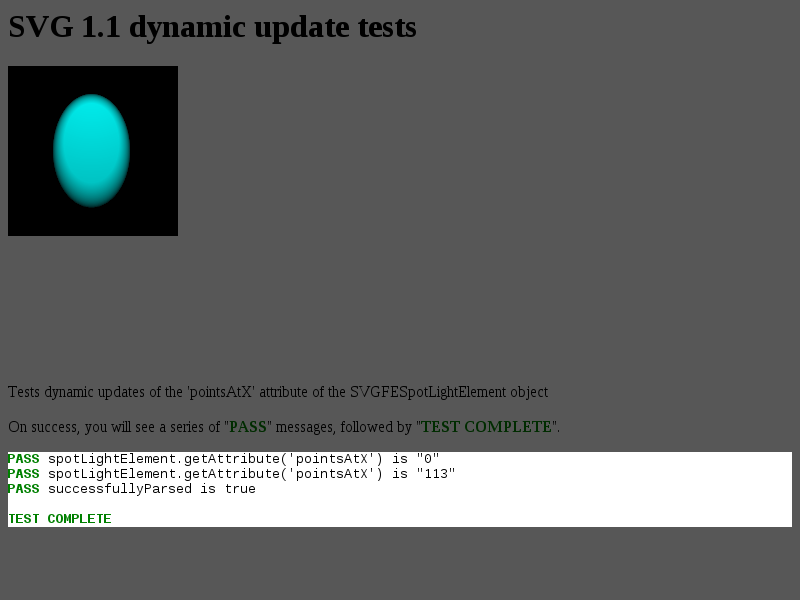 SVG 1.1 dynamic update tests
Tests dynamic updates of the 'pointsAtX' attribute of the SVGFESpotLightElement object
On success, you will see a series of "PASS" messages, followed by "TEST COMPLETE".
PASS spotLightElement.getAttribute('pointsAtX') is "0"
PASS spotLightElement.getAttribute('pointsAtX') is "113"
PASS successfullyParsed is true
TEST COMPLETE